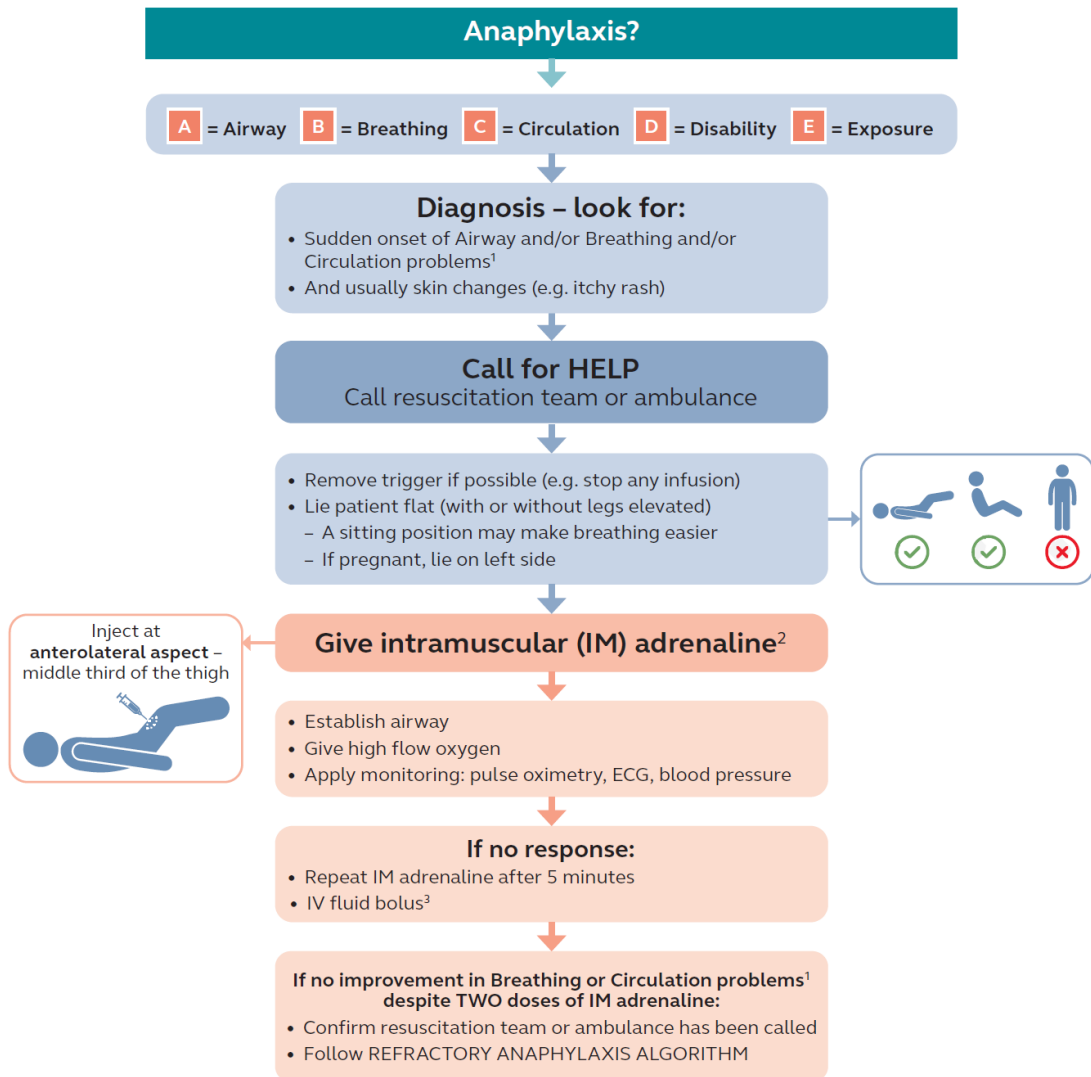 Anaphylaxis?
A = Airway B = Breathing C = Circulation D = Disability E = Exposure
Diagnosis – look for:
• Sudden onset of Airway and/or Breathing and/or
Circulation problems¹
• And usually skin changes (e.g. itchy rash)
Call for HELP
Call resuscitation team or ambulance
• Remove trigger if possible (e.g. stop any infusion)
• Lie patient flat (with or without legs elevated)
– A sitting position may make breathing easier
– If pregnant, lie on left side
Give intramuscular (IM) adrenaline²
Inject at
anterolateral aspect –
middle third of the thigh
• Establish airway
• Give high flow oxygen
• Apply monitoring: pulse oximetry, ECG, blood pressure
If no response:
• Repeat IM adrenaline after 5 minutes
• IV fluid bolus³
If no improvement in Breathing or Circulation problems¹
despite TWO doses of IM adrenaline:
• Confirm resuscitation team or ambulance has been called
• Follow REFRACTORY ANAPHYLAXIS ALGORITHM